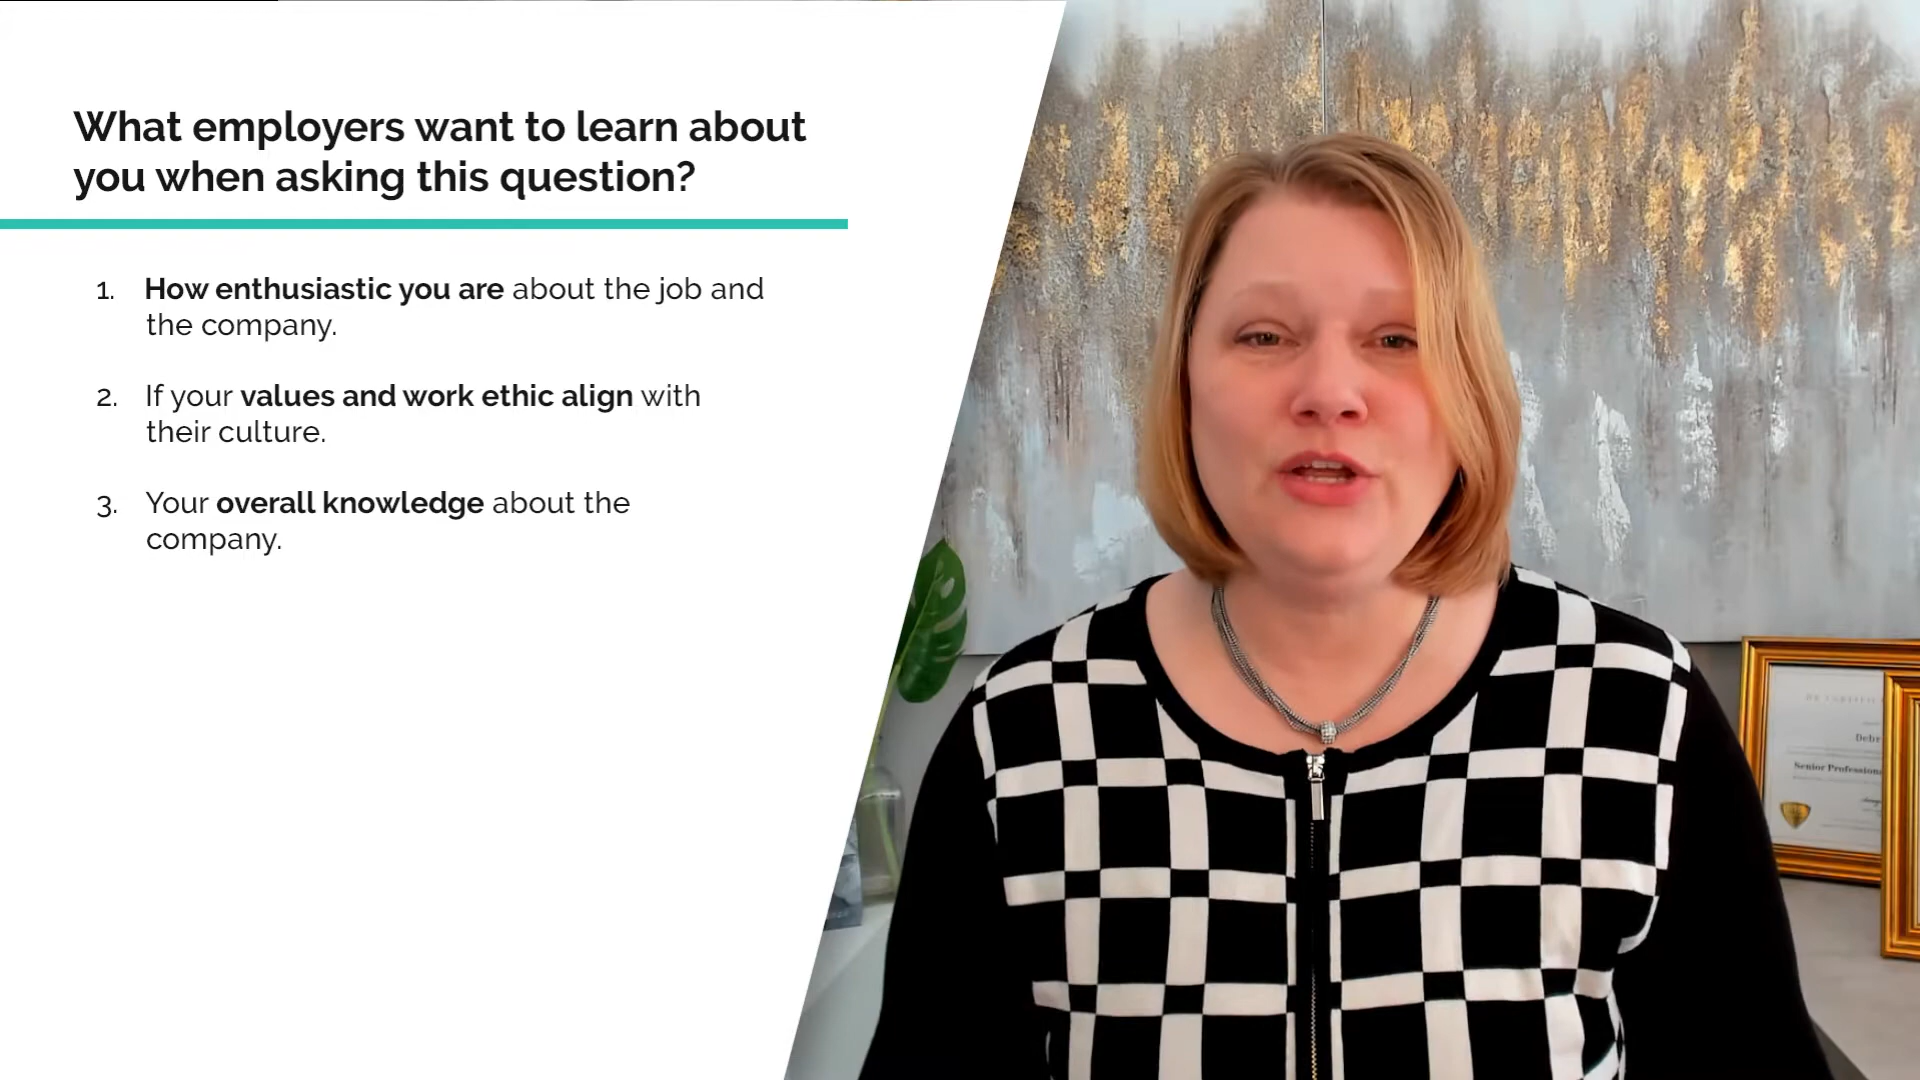 What employers want to learn about
you when asking this question?
1. How enthusiastic you are about the job and
the company.
2. If your values and work ethic align with
their culture.
3. Your overall knowledge about the
company.
Senior Professional